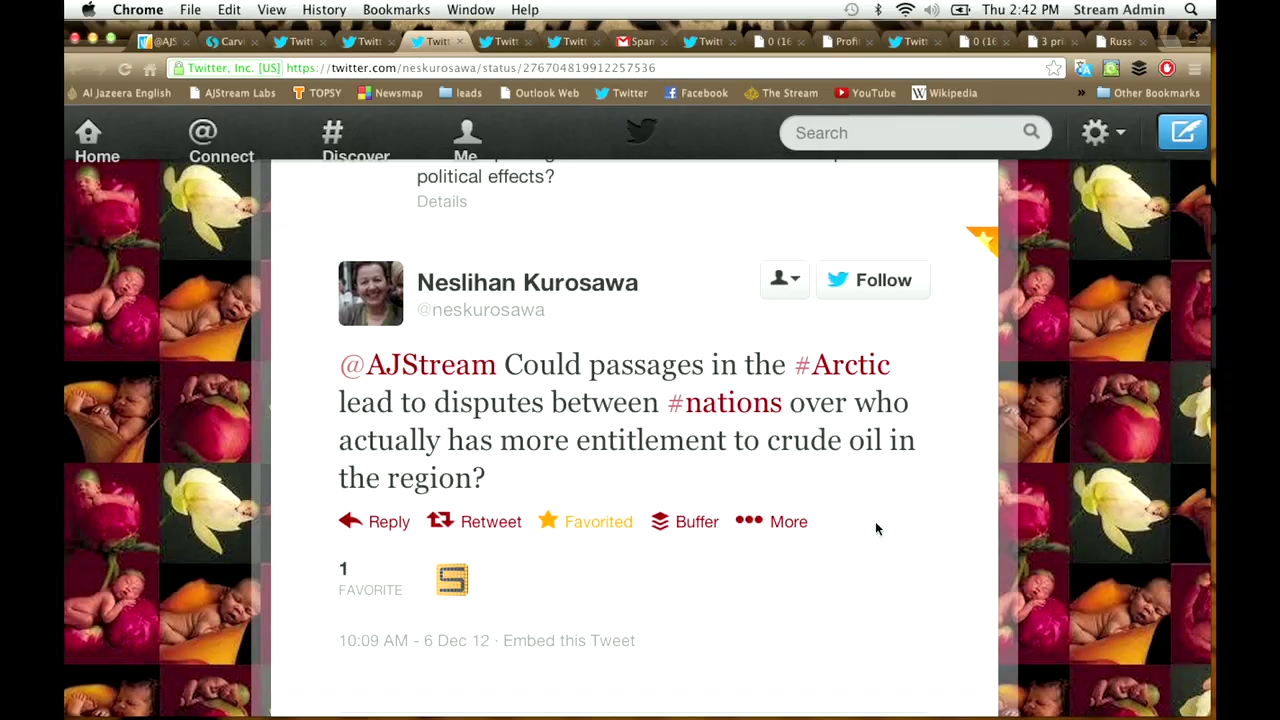 Chrome File Edit View History Bookmarks Window Help Thu 2:42 PM Stream Admin
@AJS Carvi Twitt Twitt Twitt Twitt Twitt Span Twitt 0 (16 Profi Twitt 0 (16 3 pri Russ
Twitter, Inc. [US] https://twitter.com/neskurosawa/status/276704819912257536
Al Jazeera English AJStream Labs TOPSY Newsmap leads Outlook Web Twitter Facebook The Stream YouTube Wikipedia » Other Bookmarks
Home Connect Discover Me Search
political effects?
Details
Neslihan Kurosawa Follow
@neskurosawa
@AJStream Could passages in the #Arctic
lead to disputes between #nations over who
actually has more entitlement to crude oil in
the region?
Reply Retweet Favorited Buffer More
1
FAVORITE
10:09 AM - 6 Dec 12 · Embed this Tweet